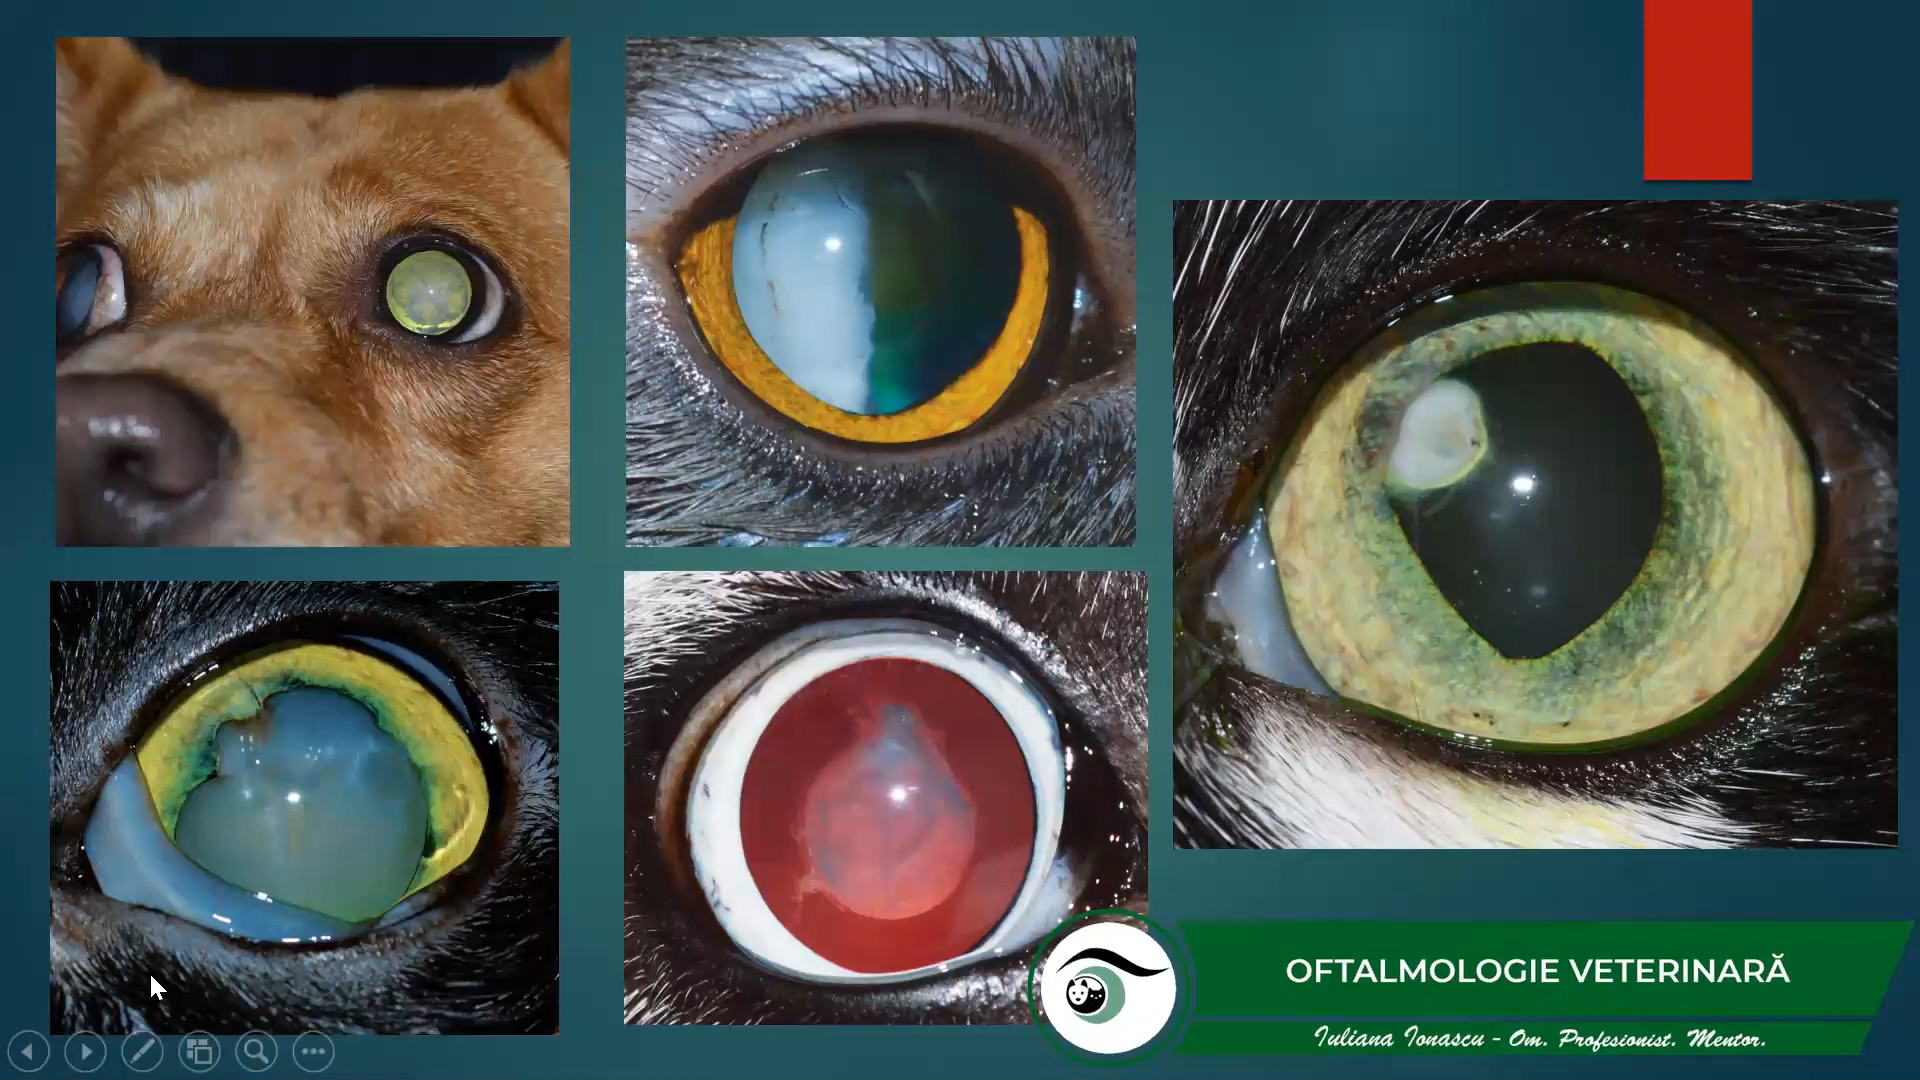 OFTALMOLOGIE VETERINARĂ
Iuliana Ionascu - Om. Profesionist. Mentor.